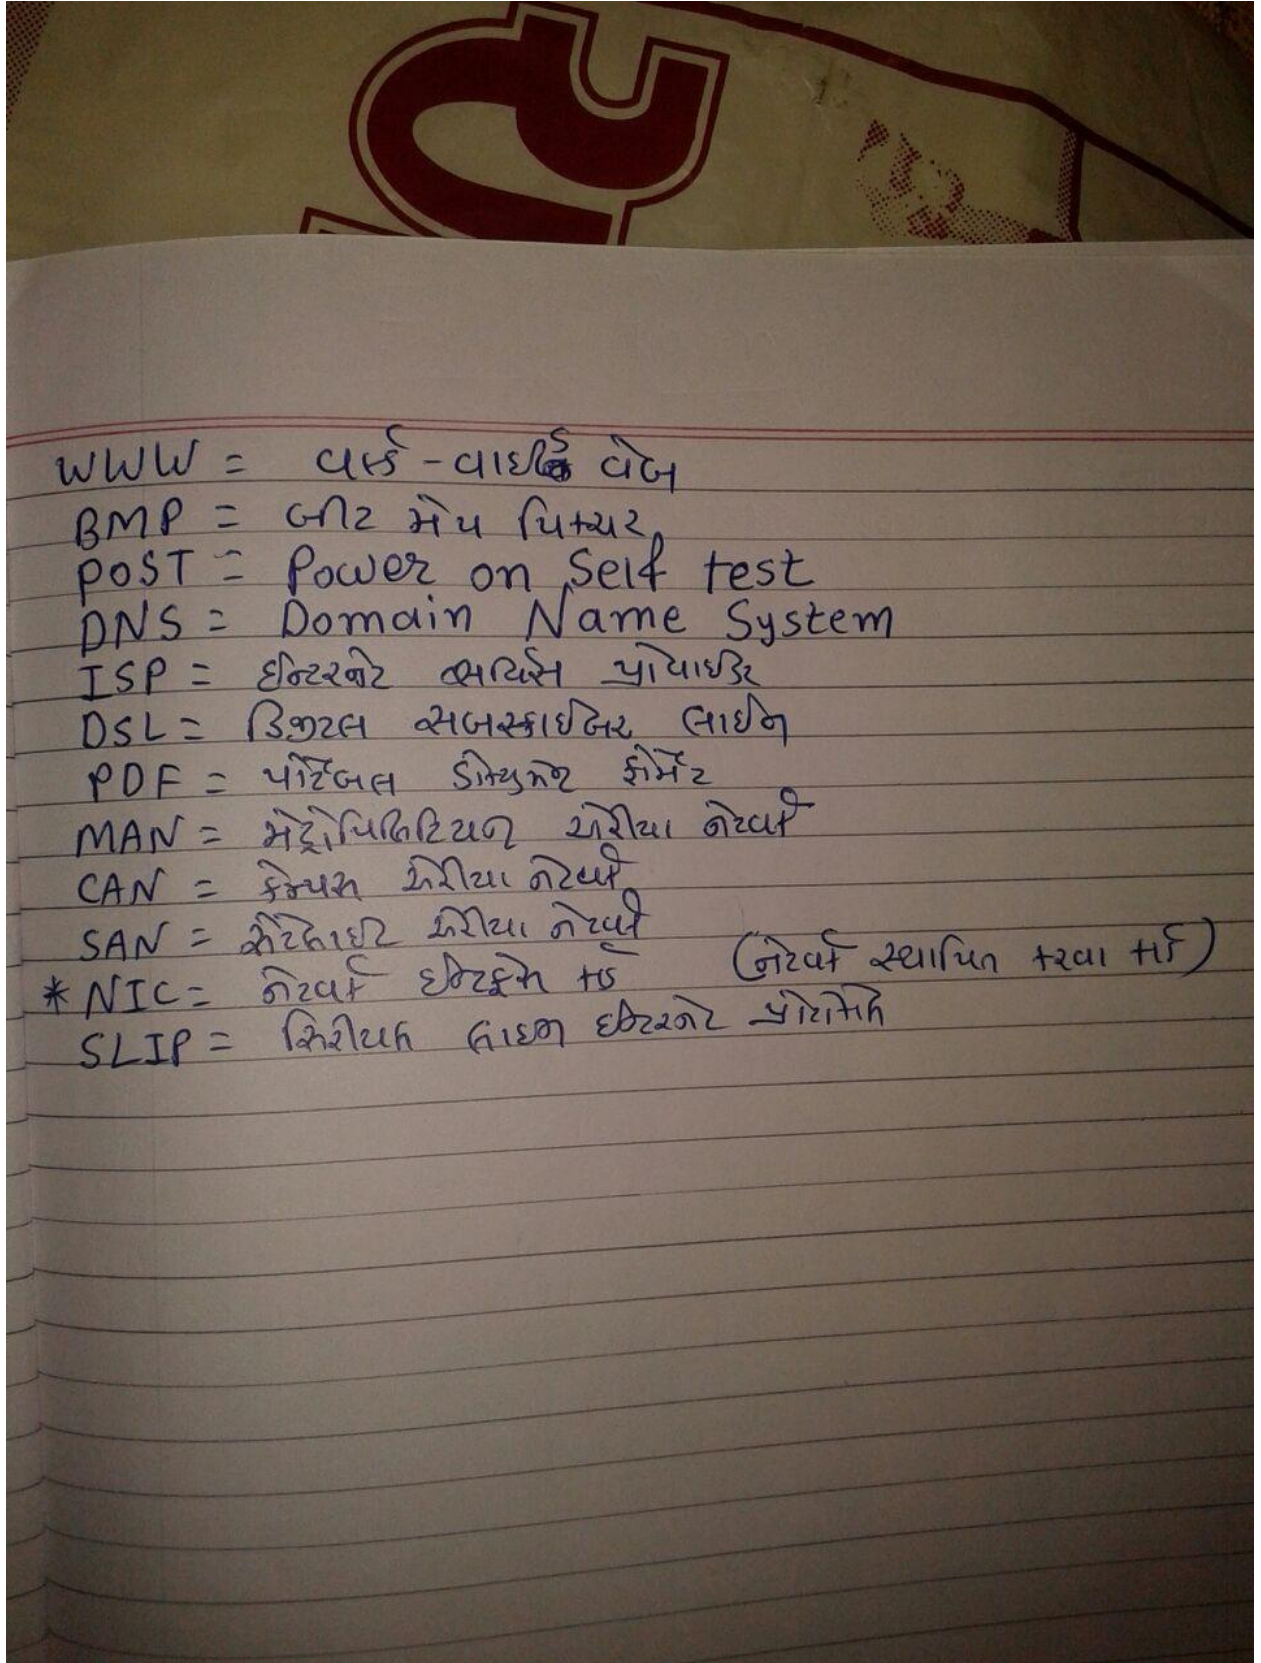 WWW = વર્લ્ડ - વાઈડ વેબ
BMP = બીટ મેપ પિક્ચર
POST = Power on Self test
DNS = Domain Name System
ISP = ઈન્ટરનેટ સર્વિસ પ્રોવાઈડર
DSL = ડિજીટલ સબસ્ક્રાઈબર લાઈન
PDF = પોર્ટેબલ ડોક્યુમેન્ટ ફોર્મેટ
MAN = મેટ્રોપોલિટિયન એરીયા નેટવર્ક
CAN = કેમ્પસ એરીયા નેટવર્ક
SAN = સેટેલાઈટ એરીયા નેટવર્ક
* NIC = નેટવર્ક ઈન્ટરફેસ કાર્ડ (નેટવર્ક સ્થાપિત કરવા માટે)
SLIP = સિરીયલ લાઈન ઈન્ટરનેટ પ્રોટોકોલ